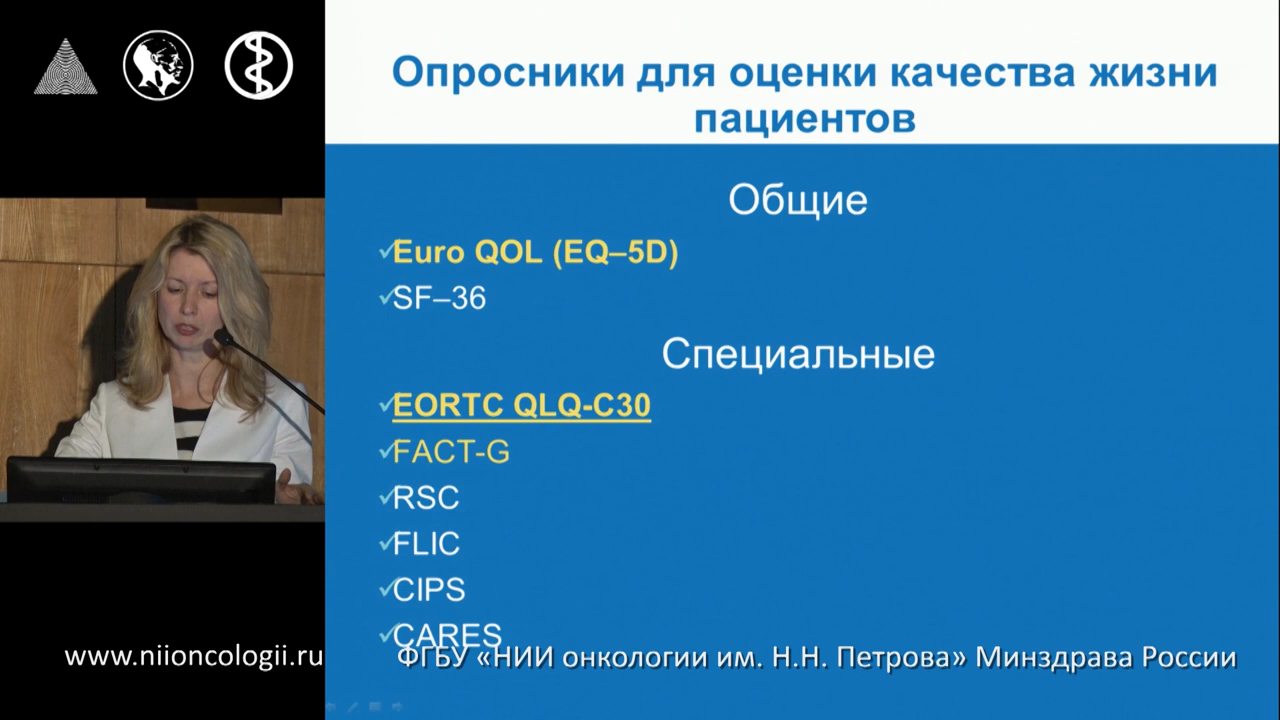 Опросники для оценки качества жизни
пациентов
Общие
Euro QOL (EQ–5D)
SF–36
Специальные
EORTC QLQ-C30
FACT-G
RSC
FLIC
CIPS
CARES
www.niioncologii.ru
ФГБУ «НИИ онкологии им. Н.Н. Петрова» Минздрава России